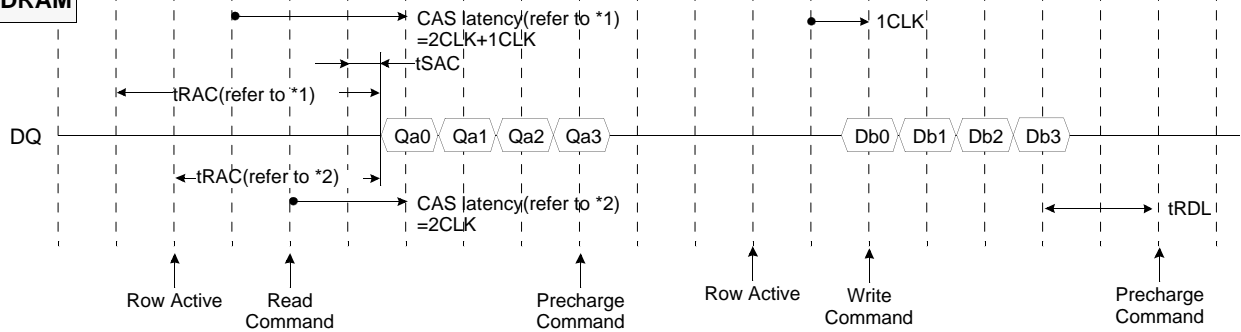 DRAM
CAS latency(refer to *1)
=2CLK+1CLK
1CLK
tSAC
tRAC(refer to *1)
DQ
Qa0
Qa1
Qa2
Qa3
Db0
Db1
Db2
Db3
tRAC(refer to *2)
CAS latency(refer to *2)
=2CLK
tRDL
Row Active
Read
Command
Precharge
Command
Row Active
Write
Command
Precharge
Command